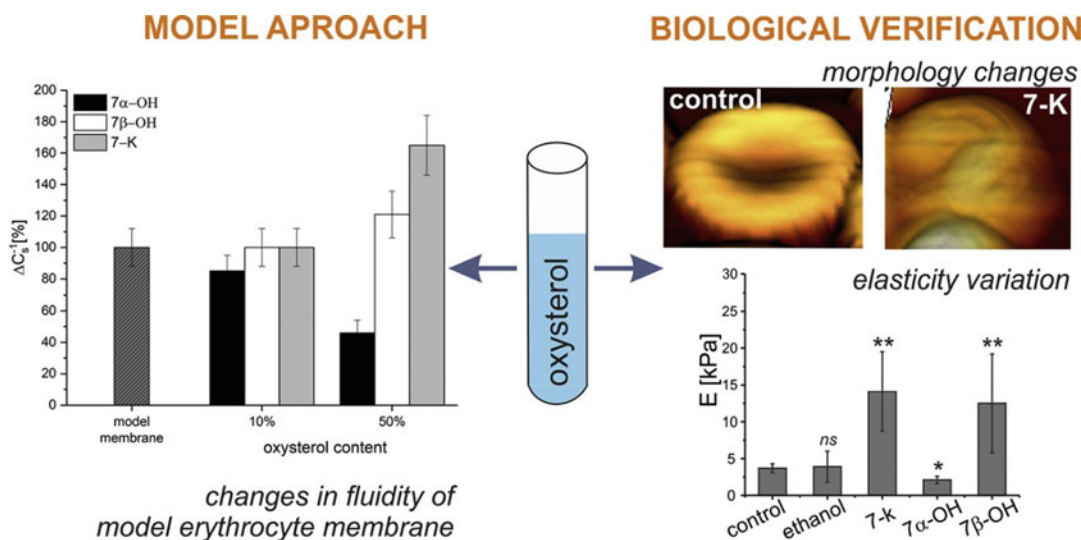 MODEL APROACH
200
180
160
140
120
100
80
60
40
20
0
ΔCs⁻¹[%]
7α–OH
7β–OH
7–K
model
membrane
10%
50%
oxysterol content
changes in fluidity of
model erythrocyte membrane
oxysterol
BIOLOGICAL VERIFICATION
morphology changes
control
7-K
elasticity variation
30
25
20
15
10
5
0
E [kPa]
ns
**
*
**
control
ethanol
7-k
7α-OH
7β-OH